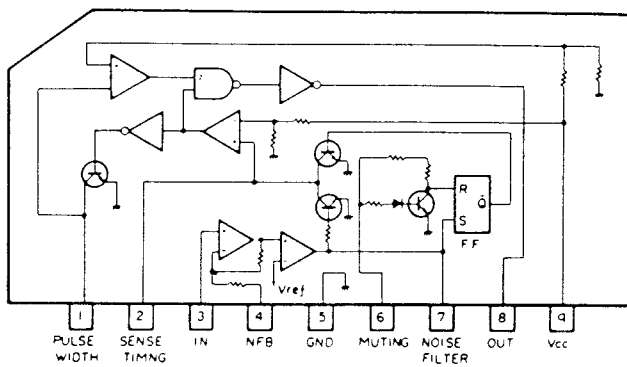 R
Q̄
S
F F
Vref
1
2
3
4
5
6
7
8
9
PULSE WIDTH
SENSE TIMNG
IN
NFB
GND
MUTING
NOISE FILTER
OUT
Vcc